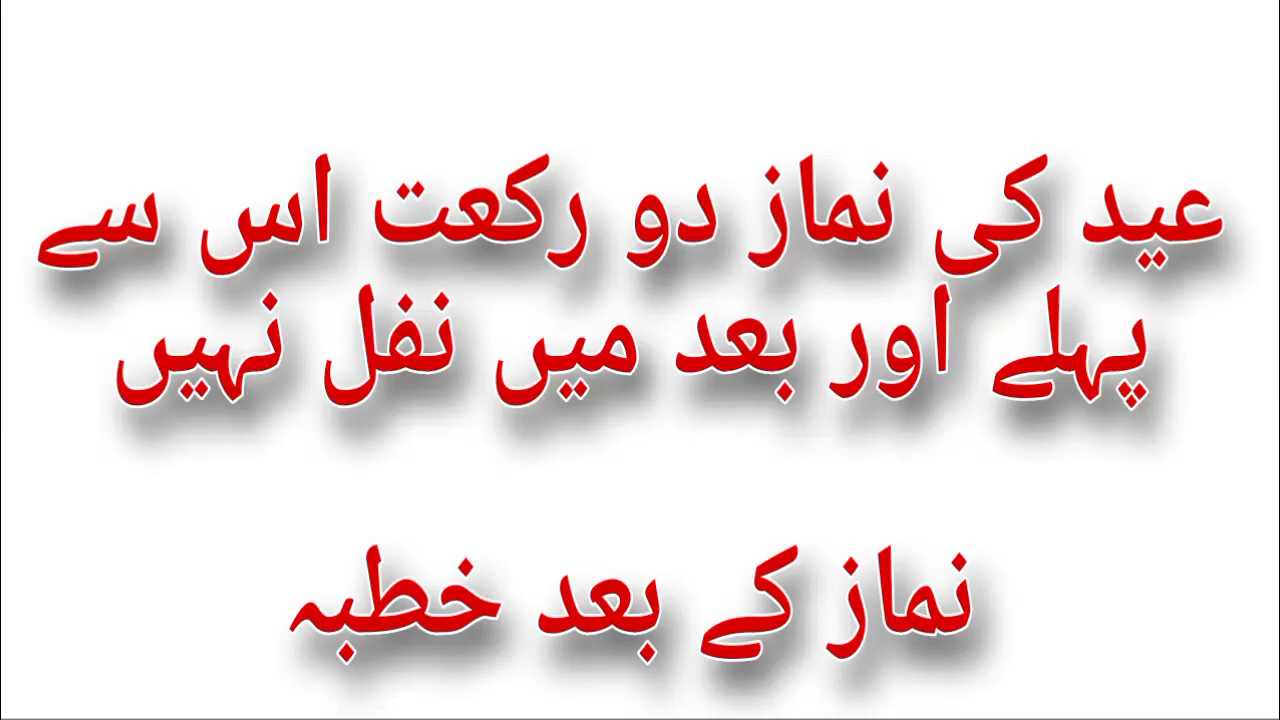 عید کی نماز دو رکعت اس سے
پہلے اور بعد میں نفل نہیں
نماز کے بعد خطبہ